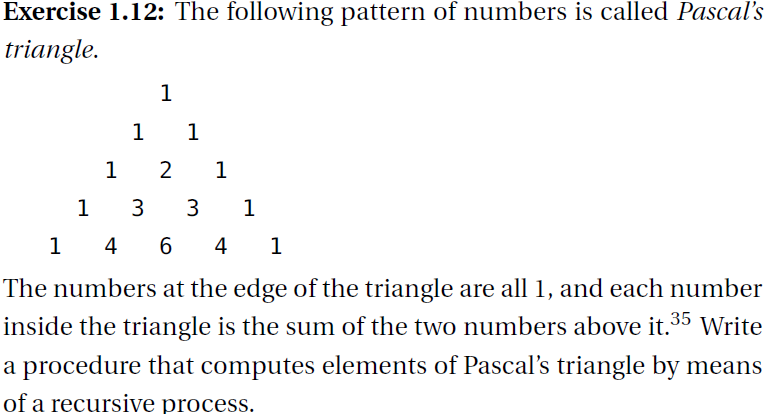 Exercise 1.12: The following pattern of numbers is called Pascal’s
triangle.
1
1 1
1 2 1
1 3 3 1
1 4 6 4 1
The numbers at the edge of the triangle are all 1, and each number
inside the triangle is the sum of the two numbers above it.35 Write
a procedure that computes elements of Pascal’s triangle by means
of a recursive process.